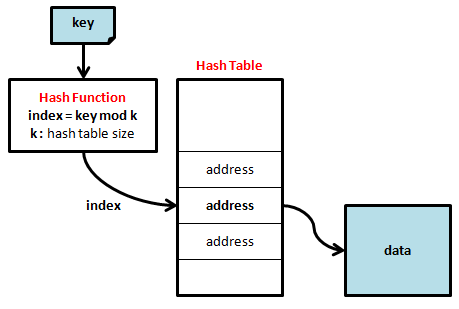 key
Hash Function
index = key mod k
k : hash table size
index
Hash Table
address
address
address
data